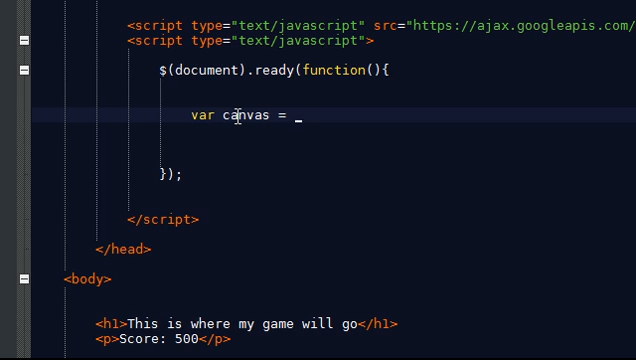 <script type="text/javascript" src="https://ajax.googleapis.com/
<script type="text/javascript">
$(document).ready(function(){
var canvas = _
});
</script>
</head>
<body>
<h1>This is where my game will go</h1>
<p>Score: 500</p>